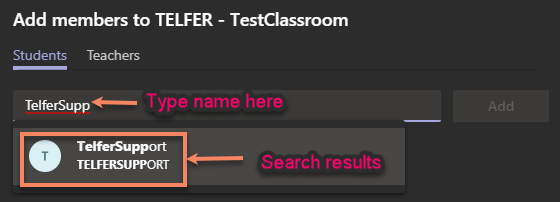 Add members to TELFER - TestClassroom
Students Teachers
TelferSupp Type name here Add
T TelferSupport
TELFERSUPPORT Search results